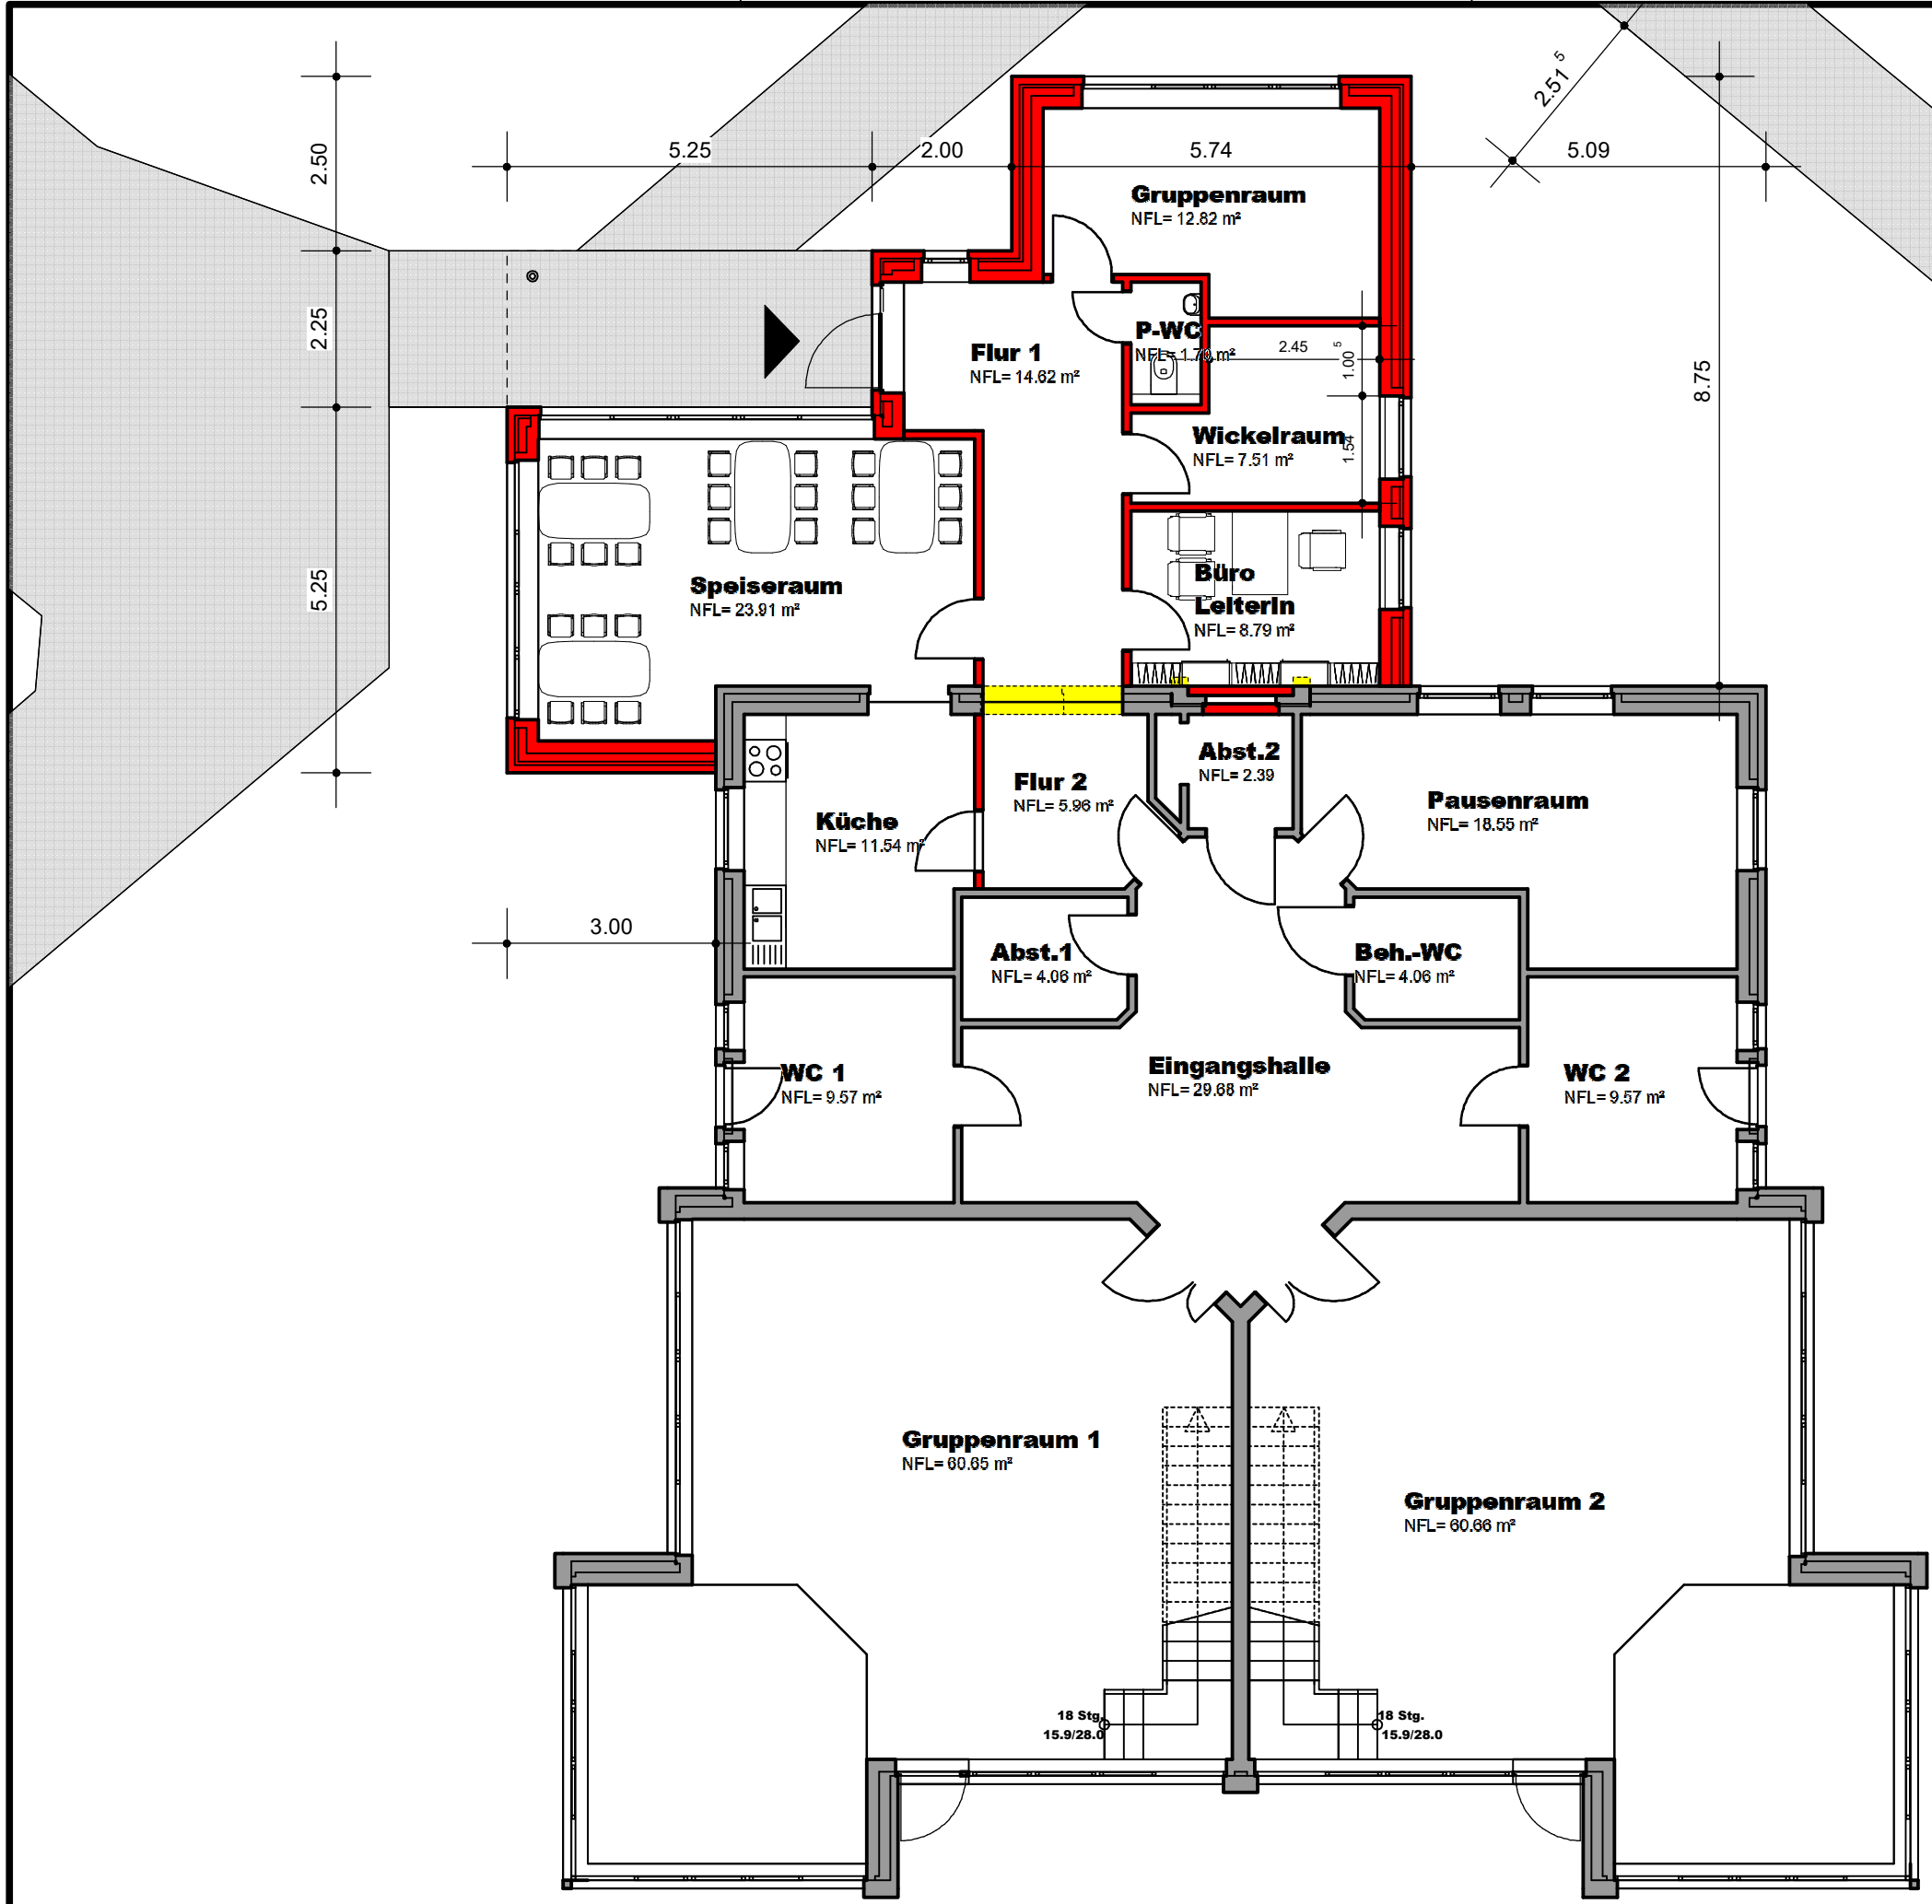 2.51⁵
2.50
5.25
2.00
5.74
5.09
Gruppenraum
NFL= 12.82 m²
2.25
P-WC
Flur 1
NFL= 14.62 m²
2.45
1.00⁵
8.75
Wickelraum
NFL= 7.51 m²
1.54
5.25
Speiseraum
NFL= 23.91 m²
Büro
LeiterIn
NFL= 8.79 m²
Abst.2
NFL= 2.39
Flur 2
NFL= 5.96 m²
Pausenraum
NFL= 18.55 m²
Küche
NFL= 11.54 m²
3.00
Abst.1
NFL= 4.06 m²
Beh.-WC
NFL= 4.06 m²
Eingangshalle
NFL= 29.68 m²
WC 1
NFL= 9.57 m²
WC 2
NFL= 9.57 m²
Gruppenraum 1
NFL= 60.65 m²
Gruppenraum 2
NFL= 60.66 m²
18 Stg.
15.9/28.0
18 Stg.
15.9/28.0